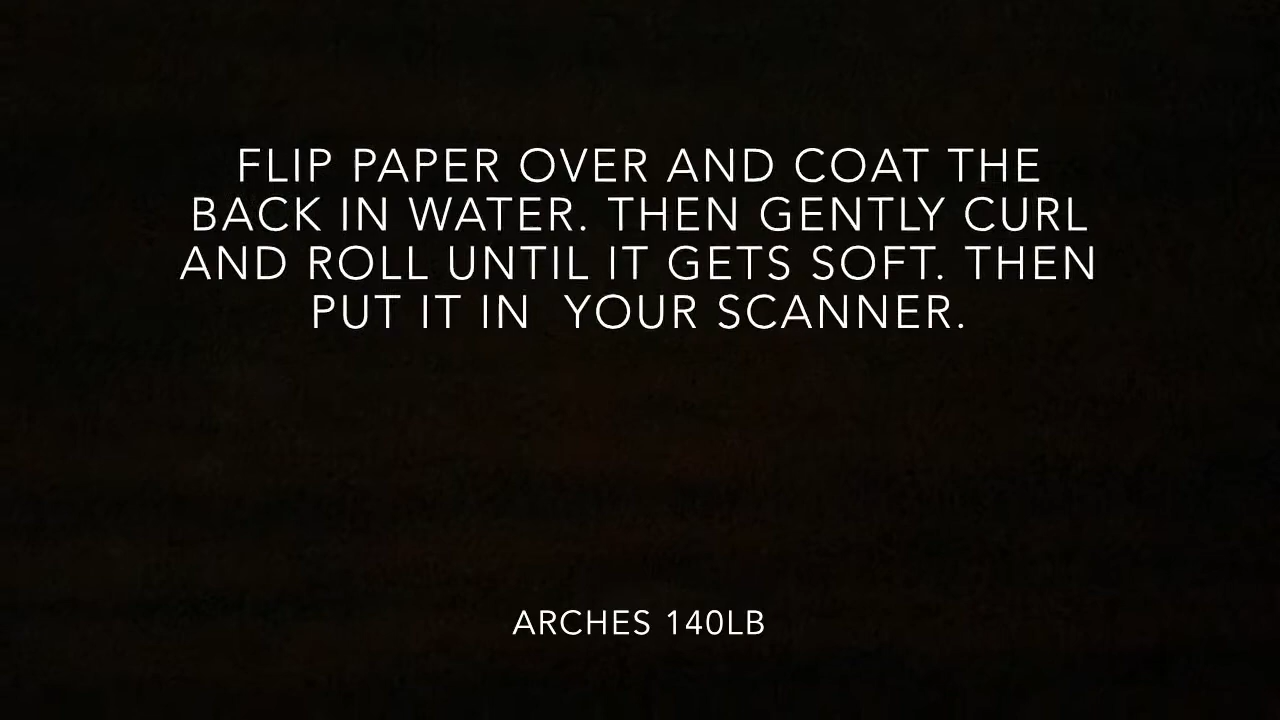 FLIP PAPER OVER AND COAT THE
BACK IN WATER. THEN GENTLY CURL
AND ROLL UNTIL IT GETS SOFT. THEN
PUT IT IN  YOUR SCANNER.
ARCHES 140LB